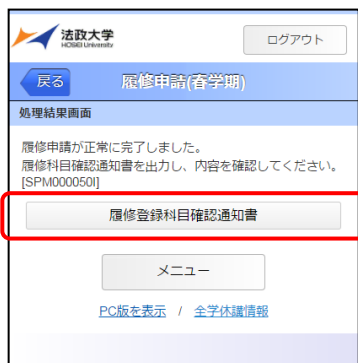 法政大学
HOSEI University
ログアウト
戻る
履修申請(春学期)
処理結果画面
履修申請が正常に完了しました。
履修科目確認通知書を出力し、内容を確認してください。
[SPM000050I]
履修登録科目確認通知書
メニュー
PC版を表示 / 全学休講情報